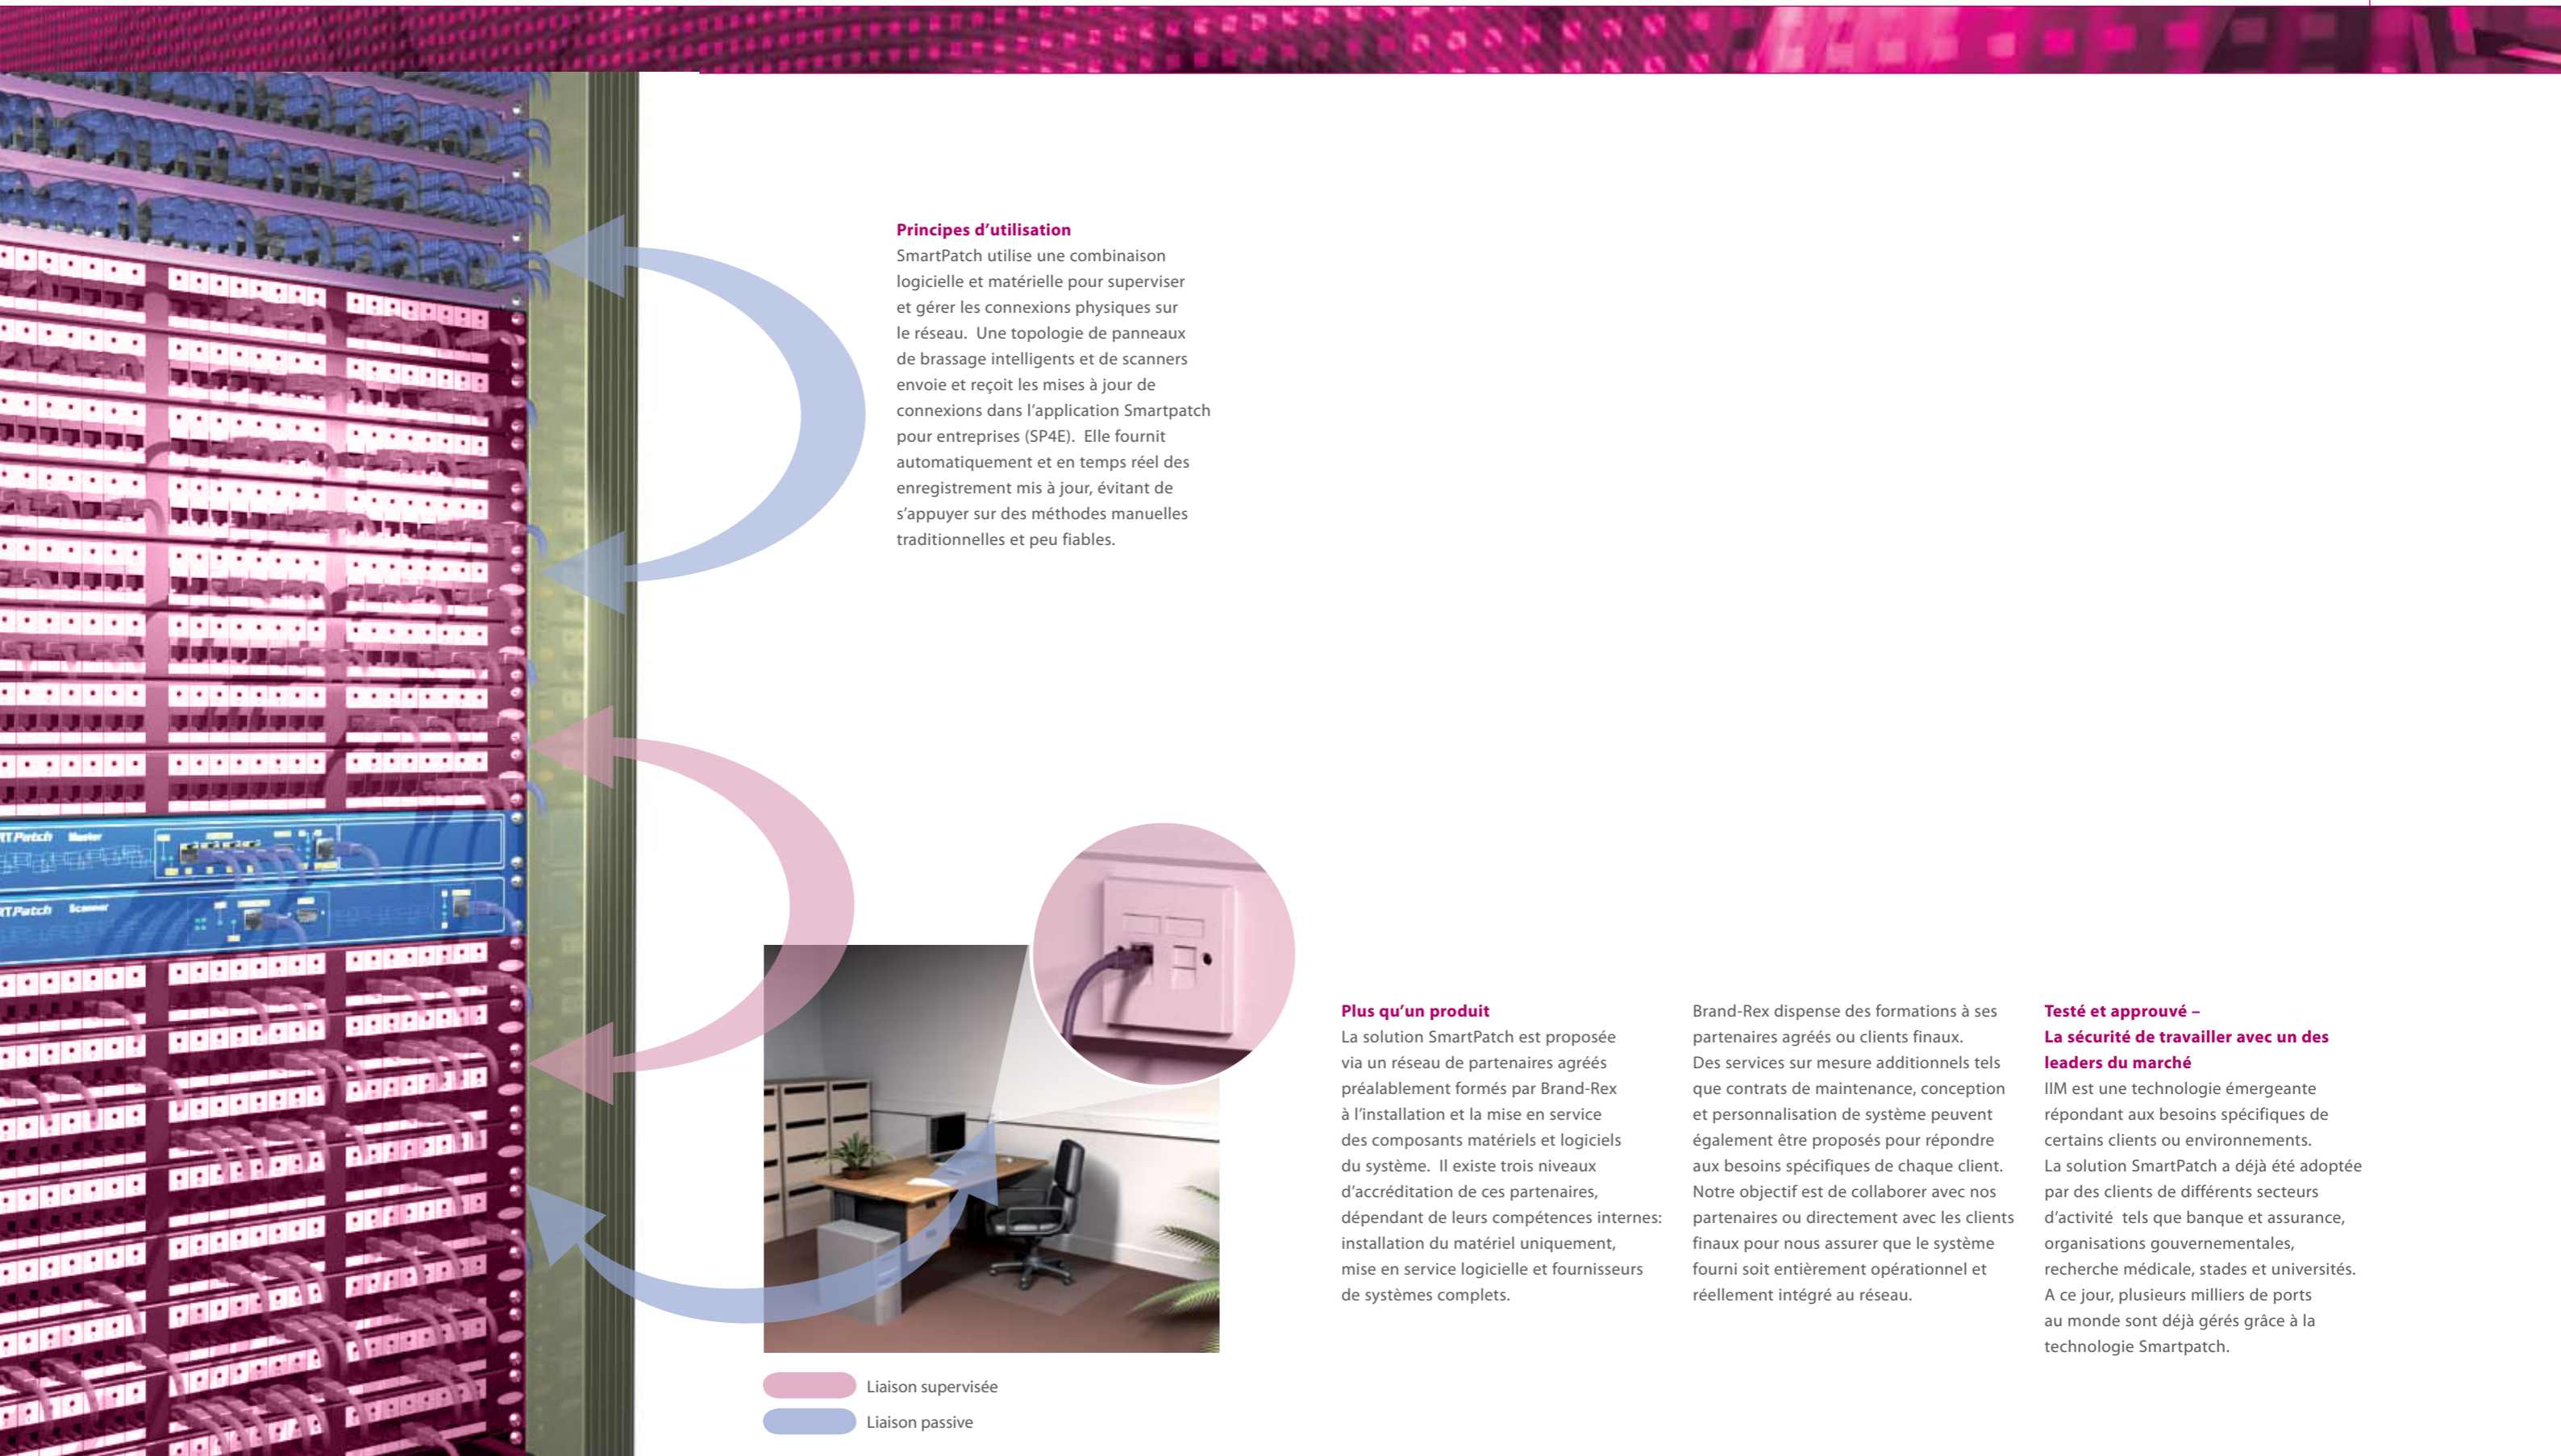 Principes d'utilisation
SmartPatch utilise une combinaison
logicielle et matérielle pour superviser
et gérer les connexions physiques sur
le réseau.  Une topologie de panneaux
de brassage intelligents et de scanners
envoie et reçoit les mises à jour de
connexions dans l'application Smartpatch
pour entreprises (SP4E).  Elle fournit
automatiquement et en temps réel des
enregistrement mis à jour, évitant de
s'appuyer sur des méthodes manuelles
traditionnelles et peu fiables.
RTPatch Master
RTPatch Scanner
Plus qu'un produit
La solution SmartPatch est proposée
via un réseau de partenaires agréés
préalablement formés par Brand-Rex
à l'installation et la mise en service
des composants matériels et logiciels
du système.  Il existe trois niveaux
d'accréditation de ces partenaires,
dépendant de leurs compétences internes:
installation du matériel uniquement,
mise en service logicielle et fournisseurs
de systèmes complets.
Brand-Rex dispense des formations à ses
partenaires agréés ou clients finaux.
Des services sur mesure additionnels tels
que contrats de maintenance, conception
et personnalisation de système peuvent
également être proposés pour répondre
aux besoins spécifiques de chaque client.
Notre objectif est de collaborer avec nos
partenaires ou directement avec les clients
finaux pour nous assurer que le système
fourni soit entièrement opérationnel et
réellement intégré au réseau.
Testé et approuvé –
La sécurité de travailler avec un des
leaders du marché
IIM est une technologie émergeante
répondant aux besoins spécifiques de
certains clients ou environnements.
La solution SmartPatch a déjà été adoptée
par des clients de différents secteurs
d'activité  tels que banque et assurance,
organisations gouvernementales,
recherche médicale, stades et universités.
A ce jour, plusieurs milliers de ports
au monde sont déjà gérés grâce à la
technologie Smartpatch.
Liaison supervisée
Liaison passive